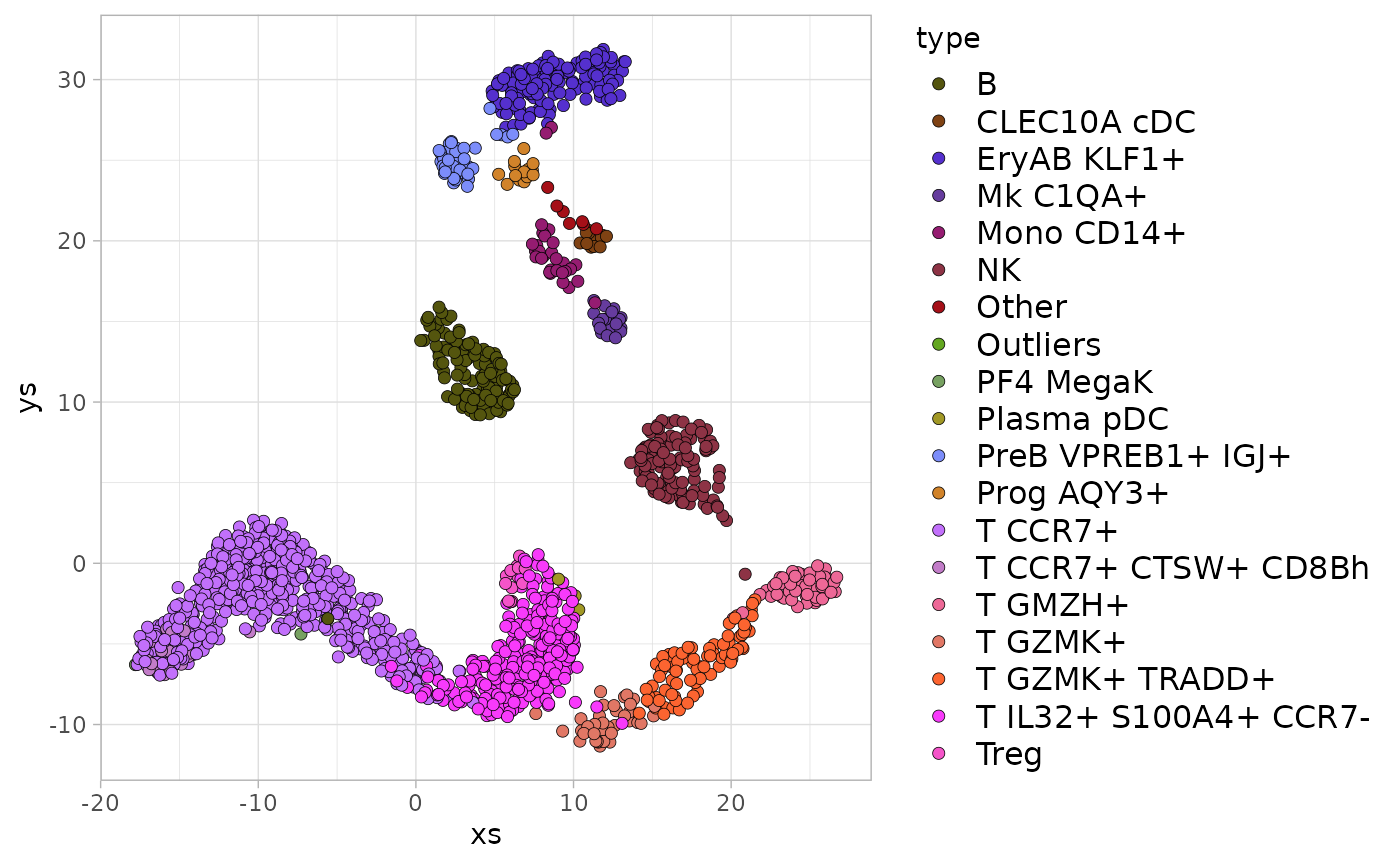 type
B
CLEC10A cDC
EryAB KLF1+
Mk C1QA+
Mono CD14+
NK
Other
Outliers
PF4 MegaK
Plasma pDC
PreB VPREB1+ IGJ+
Prog AQY3+
T CCR7+
T CCR7+ CTSW+ CD8Bh
T GMZH+
T GZMK+
T GZMK+ TRADD+
T IL32+ S100A4+ CCR7-
Treg
30
20
10
0
-10
ys
-20 -10 0 10 20
xs